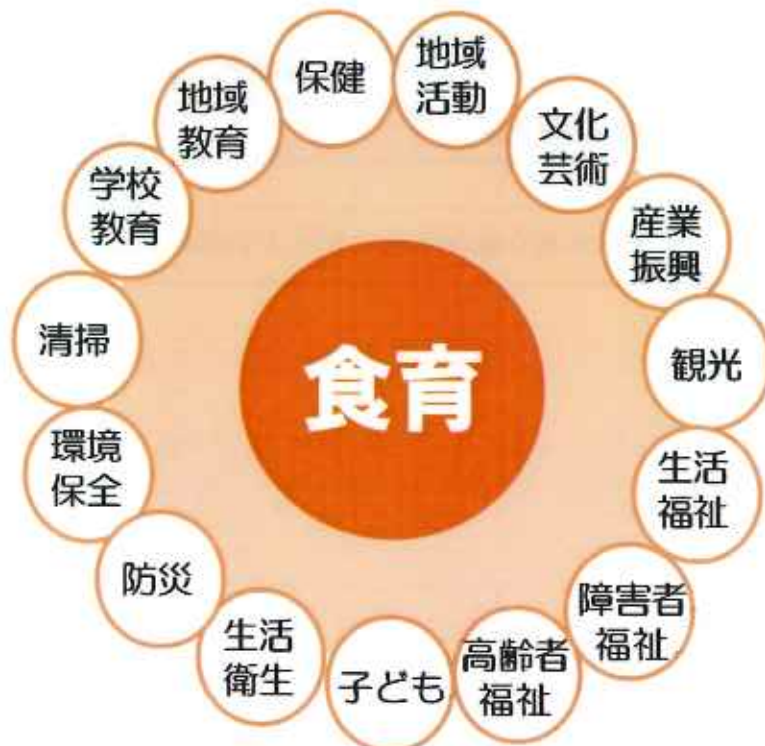 保健
地域
活動
文化
芸術
産業
振興
観光
生活
福祉
障害者
福祉
高齢者
福祉
子ども
生活
衛生
防災
環境
保全
清掃
学校
教育
地域
教育
食育